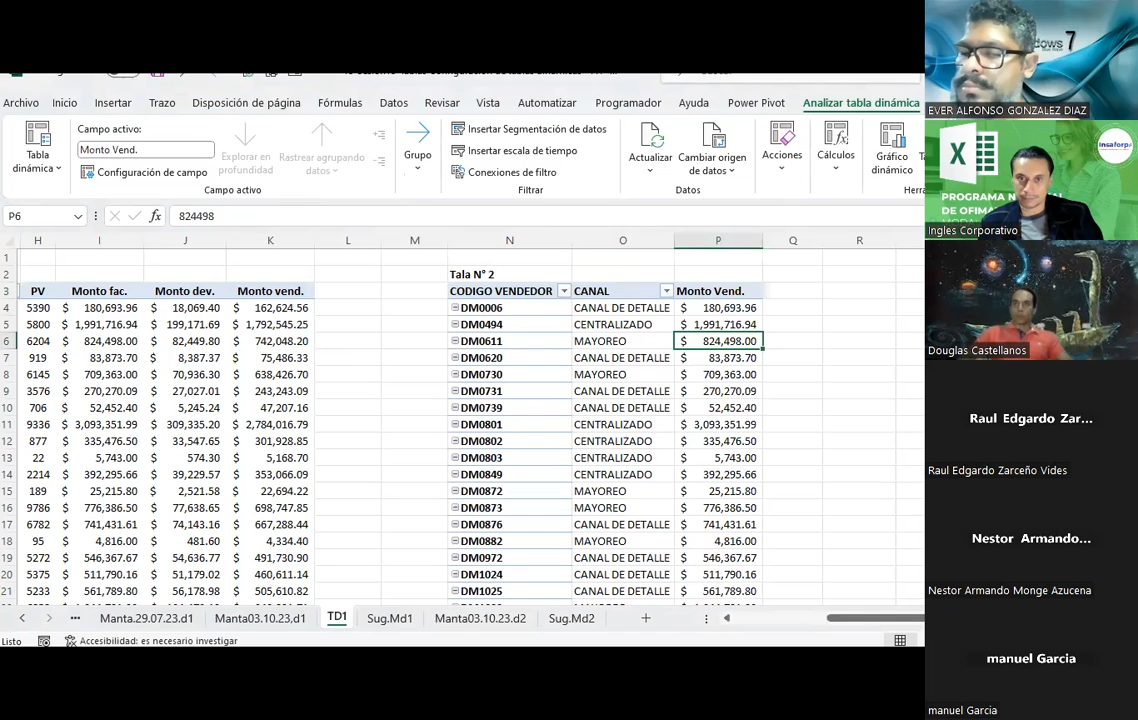 Archivo Inicio Insertar Trazo Disposición de página Fórmulas Datos Revisar Vista Automatizar Programador Ayuda Power Pivot Analizar tabla dinámica
Tabla dinámica
Campo activo:
Monto Vend.
Configuración de campo
Explorar en profundidad
Rastrear agrupando datos
Campo activo
Grupo
Insertar Segmentación de datos
Insertar escala de tiempo
Conexiones de filtro
Filtrar
Actualizar
Cambiar origen de datos
Datos
Acciones
Cálculos
Gráfico dinámico
P6 fx 824498
H I J K L M N O P Q R
1
2 Tala N° 2
3 PV Monto fac. Monto dev. Monto vend. CODIGO VENDEDOR CANAL Monto Vend.
4 5390 $ 180,693.96 $ 18,069.40 $ 162,624.56 DM0006 CANAL DE DETALLE $ 180,693.96
5 5800 $ 1,991,716.94 $ 199,171.69 $ 1,792,545.25 DM0494 CENTRALIZADO $ 1,991,716.94
6 6204 $ 824,498.00 $ 82,449.80 $ 742,048.20 DM0611 MAYOREO $ 824,498.00
7 919 $ 83,873.70 $ 8,387.37 $ 75,486.33 DM0620 CANAL DE DETALLE $ 83,873.70
8 6145 $ 709,363.00 $ 70,936.30 $ 638,426.70 DM0730 MAYOREO $ 709,363.00
9 3576 $ 270,270.09 $ 27,027.01 $ 243,243.09 DM0731 CANAL DE DETALLE $ 270,270.09
10 706 $ 52,452.40 $ 5,245.24 $ 47,207.16 DM0739 CANAL DE DETALLE $ 52,452.40
11 9336 $ 3,093,351.99 $ 309,335.20 $ 2,784,016.79 DM0801 CENTRALIZADO $ 3,093,351.99
12 877 $ 335,476.50 $ 33,547.65 $ 301,928.85 DM0802 CENTRALIZADO $ 335,476.50
13 22 $ 5,743.00 $ 574.30 $ 5,168.70 DM0803 CENTRALIZADO $ 5,743.00
14 2214 $ 392,295.66 $ 39,229.57 $ 353,066.09 DM0849 CENTRALIZADO $ 392,295.66
15 189 $ 25,215.80 $ 2,521.58 $ 22,694.22 DM0872 MAYOREO $ 25,215.80
16 9786 $ 776,386.50 $ 77,638.65 $ 698,747.85 DM0873 MAYOREO $ 776,386.50
17 6782 $ 741,431.61 $ 74,143.16 $ 667,288.44 DM0876 CANAL DE DETALLE $ 741,431.61
18 95 $ 4,816.00 $ 481.60 $ 4,334.40 DM0882 MAYOREO $ 4,816.00
19 5272 $ 546,367.67 $ 54,636.77 $ 491,730.90 DM0972 CANAL DE DETALLE $ 546,367.67
20 5375 $ 511,790.16 $ 51,179.02 $ 460,611.14 DM1024 CANAL DE DETALLE $ 511,790.16
21 5233 $ 561,789.80 $ 56,178.98 $ 505,610.82 DM1025 CANAL DE DETALLE $ 561,789.80
Manta.29.07.23.d1 Manta03.10.23,d1 TD1 Sug.Md1 Manta03.10.23.d2 Sug.Md2
Listo Accesibilidad: es necesario investigar
dows 7
EVER ALFONSO GONZALEZ DIAZ
insaforp
PROGRAMA
DE OFIMA
Ingles Corporativo
Douglas Castellanos
Raul Edgardo Zar...
Raul Edgardo Zarceño Vides
Nestor Armando...
Nestor Armando Monge Azucena
manuel Garcia
manuel Garcia